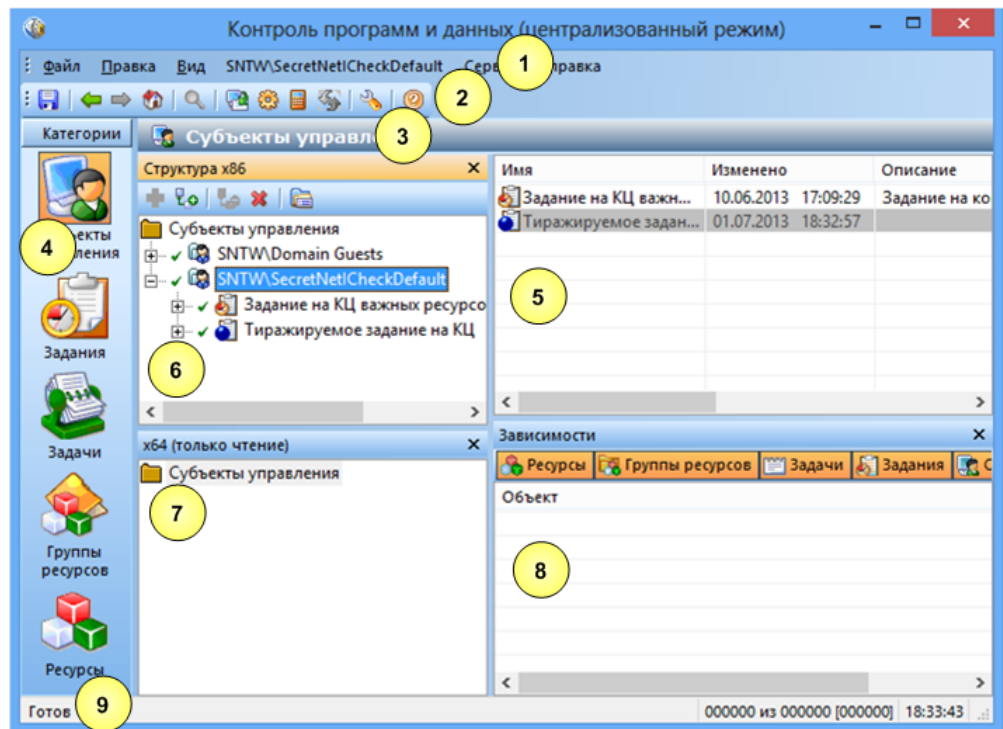 Контроль программ и данных (централизованный режим)
Файл Правка Вид SNTW\SecretNetICheckDefault Сер 1 равка
2
Категории
Субъекты управл 3
Структура x86
Субъекты управления
SNTW\Domain Guests
SNTW\SecretNetICheckDefault
Задание на КЦ важных ресурсо
Тиражируемое задание на КЦ
6
Имя Изменено Описание
Задание на КЦ важн... 10.06.2013 17:09:29 Задание на ко
Тиражируемое задан... 01.07.2013 18:32:57
5
4 екты
ления
Задания
Задачи
Группы
ресурсов
Ресурсы
x64 (только чтение)
Субъекты управления
7
Зависимости
Ресурсы Группы ресурсов Задачи Задания С
Объект
8
Готов 9
000000 из 000000 [000000] 18:33:43